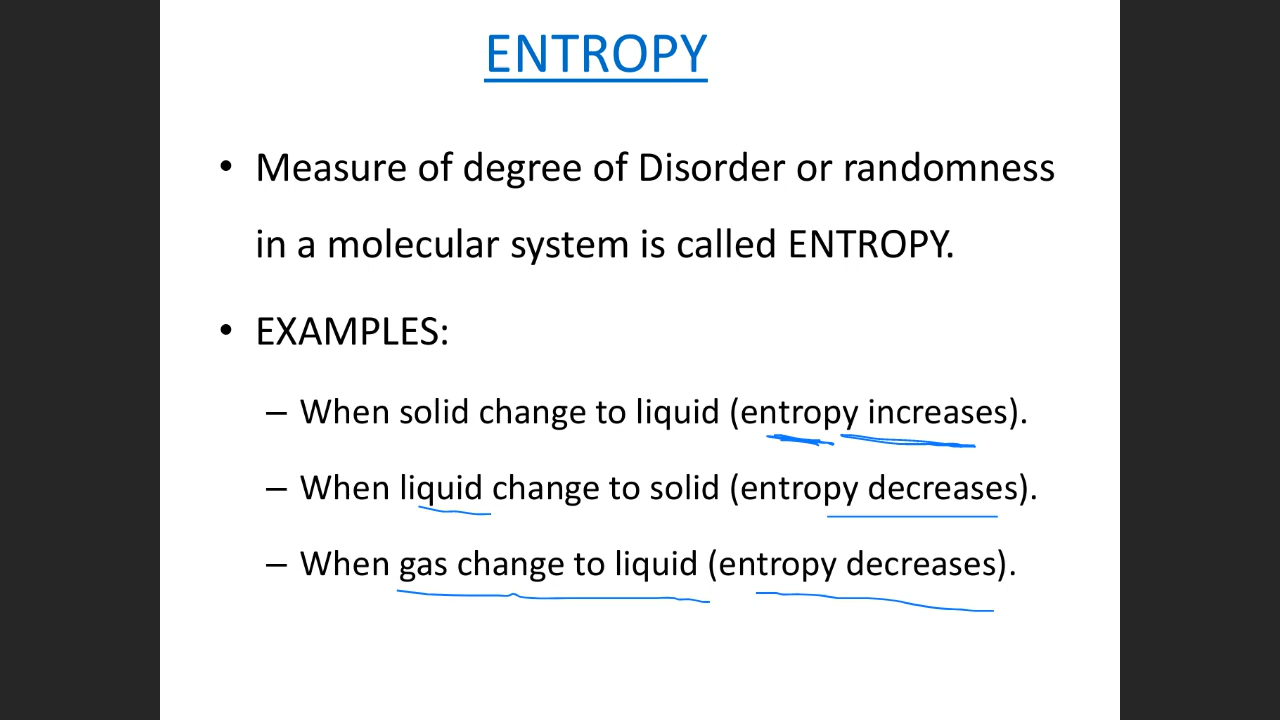 ENTROPY
• Measure of degree of Disorder or randomness
in a molecular system is called ENTROPY.
• EXAMPLES:
– When solid change to liquid (entropy increases).
– When liquid change to solid (entropy decreases).
– When gas change to liquid (entropy decreases).